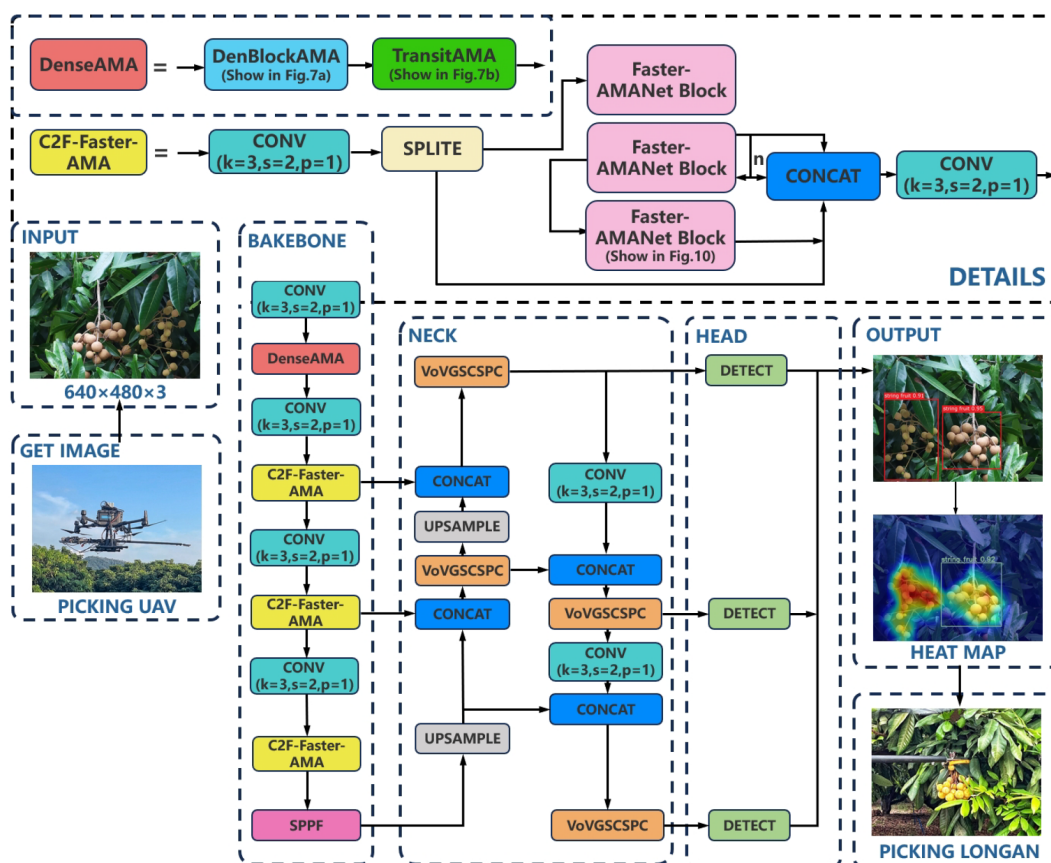 DenseAMA
=
DenBlockAMA
(Show in Fig.7a)
TransitAMA
(Show in Fig.7b)
C2F-Faster-
AMA
=
CONV
(k=3,s=2,p=1)
SPLITE
Faster-
AMANet Block
Faster-
AMANet Block
Faster-
AMANet Block
(Show in Fig.10)
n
CONCAT
CONV
(k=3,s=2,p=1)
DETAILS
INPUT
640×480×3
GET IMAGE
PICKING UAV
BAKEBONE
CONV
(k=3,s=2,p=1)
DenseAMA
CONV
(k=3,s=2,p=1)
C2F-Faster-
AMA
CONV
(k=3,s=2,p=1)
C2F-Faster-
AMA
CONV
(k=3,s=2,p=1)
C2F-Faster-
AMA
SPPF
NECK
VoVGSCSPC
CONCAT
UPSAMPLE
VoVGSCSPC
CONCAT
UPSAMPLE
CONV
(k=3,s=2,p=1)
CONCAT
VoVGSCSPC
CONV
(k=3,s=2,p=1)
CONCAT
VoVGSCSPC
HEAD
DETECT
DETECT
DETECT
OUTPUT
string fruit 0.91
string fruit 0.95
string fruit 0.92
HEAT MAP
PICKING LONGAN